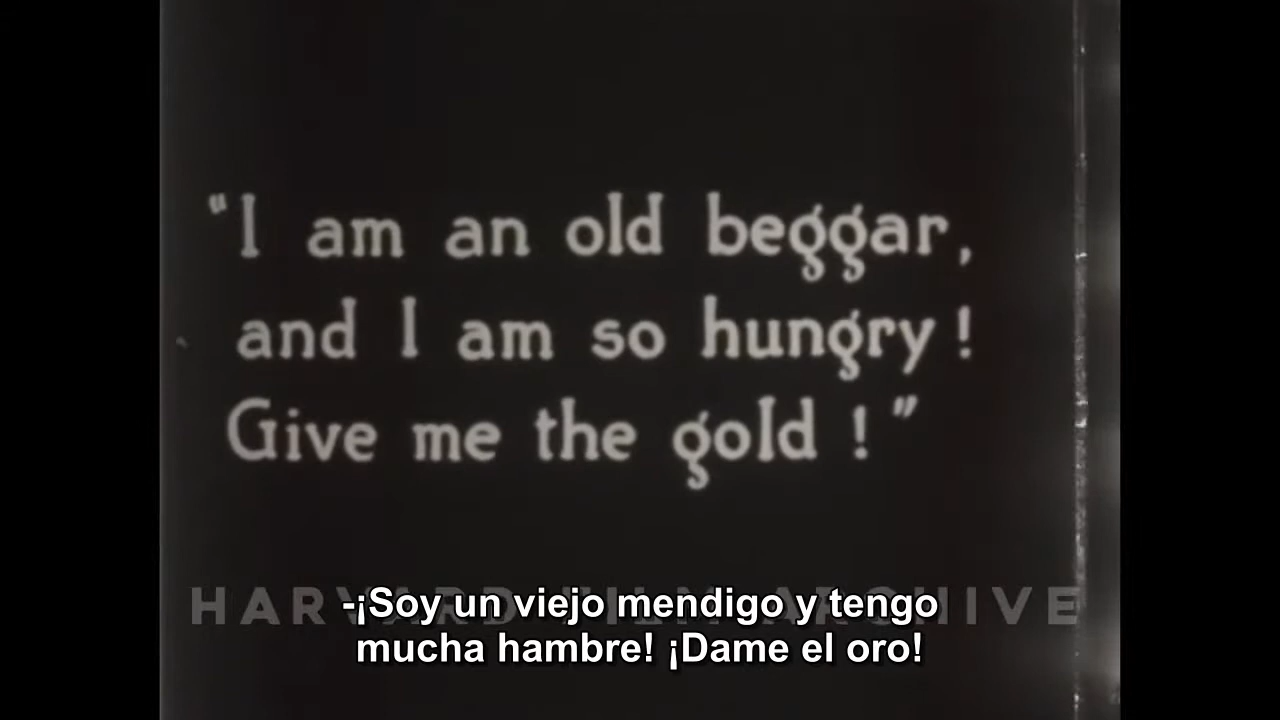 "I am an old beggar,
and I am so hungry!
Give me the gold!"
HARVARD FILM ARCHIVE
-¡Soy un viejo mendigo y tengo
mucha hambre! ¡Dame el oro!